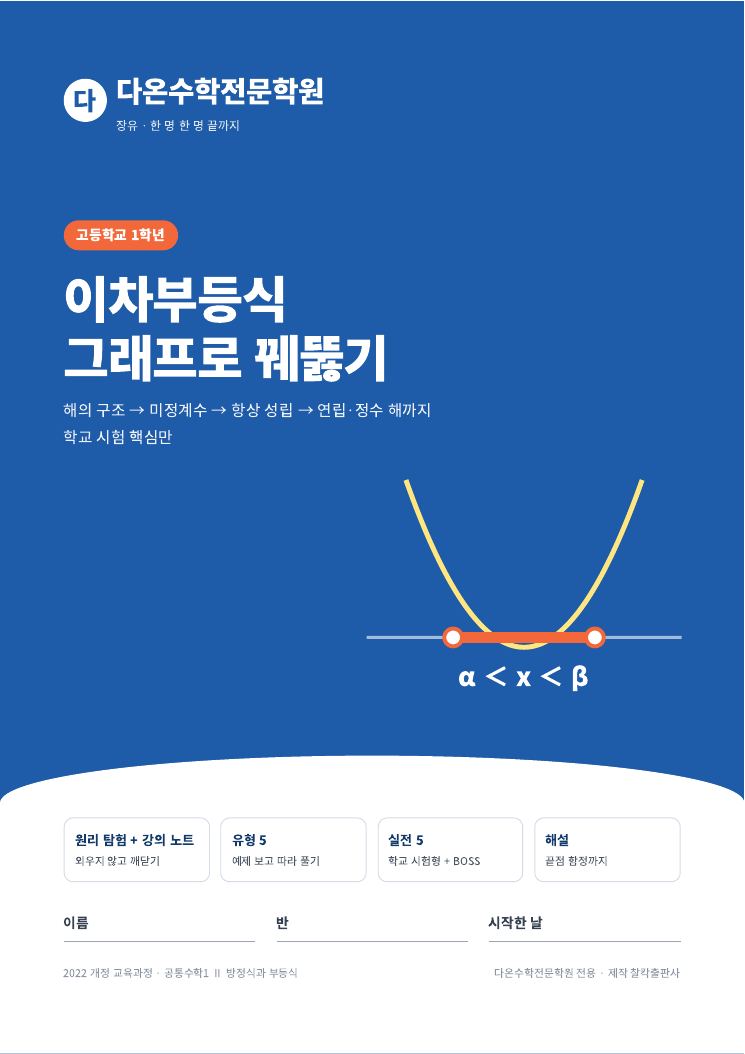 다
다온수학전문학원
장유 · 한 명 한 명 끝까지
고등학교 1학년
이차부등식
그래프로 꿰뚫기
해의 구조 → 미정계수 → 항상 성립 → 연립·정수 해까지
학교 시험 핵심만
α < x < β
원리 탐험 + 강의 노트
외우지 않고 깨닫기
유형 5
예제 보고 따라 풀기
실전 5
학교 시험형 + BOSS
해설
끝점 함정까지
이름
반
시작한 날
2022 개정 교육과정 · 공통수학1 Ⅱ 방정식과 부등식
다온수학전문학원 전용 · 제작 찰칵출판사